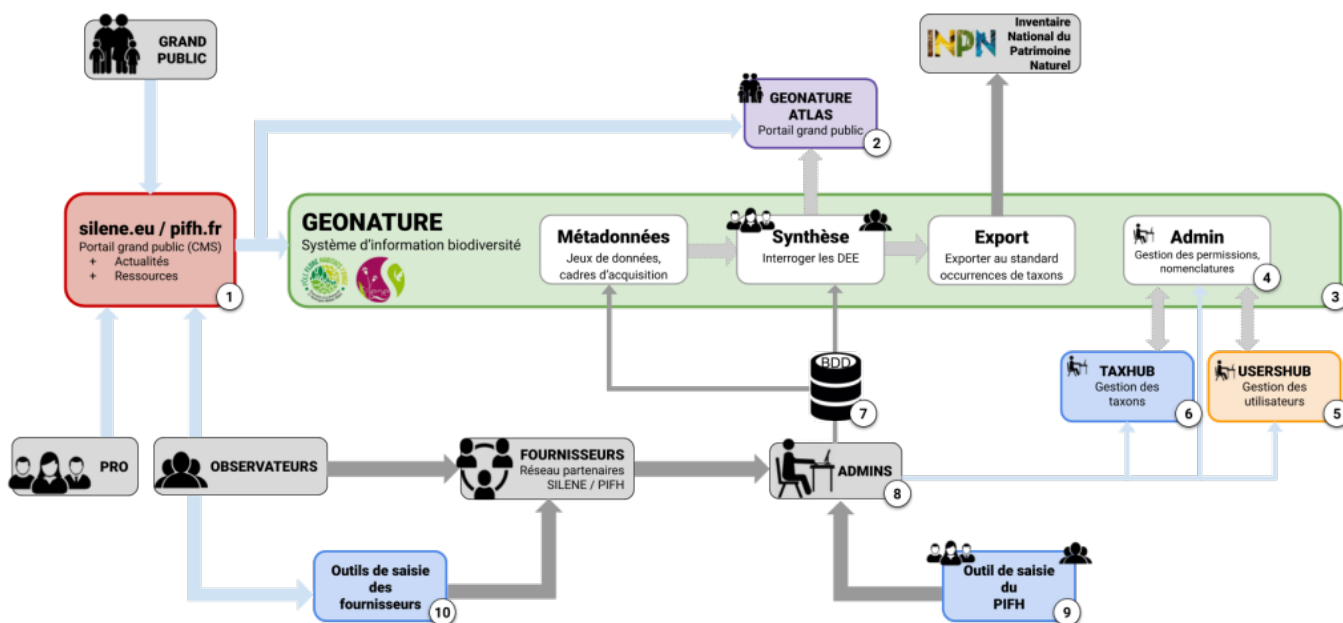 GRAND
PUBLIC
INPN
Inventaire
National du
Patrimoine
Naturel
GEONATURE
ATLAS
Portail grand public
2
silene.eu / pifh.fr
Portail grand public (CMS)
+ Actualités
+ Ressources
1
GEONATURE
Système d'information biodiversité
Métadonnées
Jeux de données,
cadres d'acquisition
Synthèse
Interroger les DEE
Export
Exporter au standard
occurrences de taxons
Admin
Gestion des permissions,
nomenclatures
4
3
BDD
7
TAXHUB
Gestion des
taxons
6
USERSHUB
Gestion des
utilisateurs
5
PRO
OBSERVATEURS
FOURNISSEURS
Réseau partenaires
SILENE / PIFH
ADMINS
8
Outils de saisie
des
fournisseurs
10
Outil de saisie
du
PIFH
9